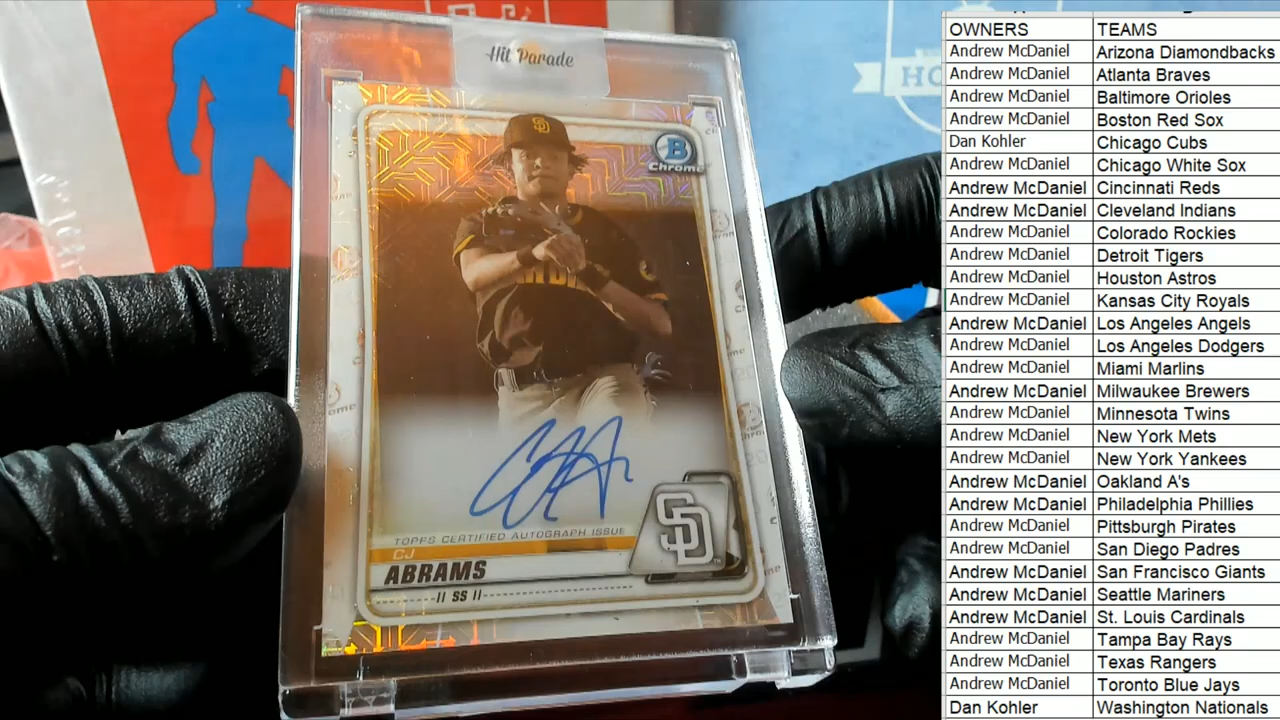 Hit Parade
B
Chrome
SD
TOPPS CERTIFIED AUTOGRAPH ISSUE
CJ
ABRAMS
// SS //
SD
HO
OWNERS TEAMS
Andrew McDaniel Arizona Diamondbacks
Andrew McDaniel Atlanta Braves
Andrew McDaniel Baltimore Orioles
Andrew McDaniel Boston Red Sox
Dan Kohler Chicago Cubs
Andrew McDaniel Chicago White Sox
Andrew McDaniel Cincinnati Reds
Andrew McDaniel Cleveland Indians
Andrew McDaniel Colorado Rockies
Andrew McDaniel Detroit Tigers
Andrew McDaniel Houston Astros
Andrew McDaniel Kansas City Royals
Andrew McDaniel Los Angeles Angels
Andrew McDaniel Los Angeles Dodgers
Andrew McDaniel Miami Marlins
Andrew McDaniel Milwaukee Brewers
Andrew McDaniel Minnesota Twins
Andrew McDaniel New York Mets
Andrew McDaniel New York Yankees
Andrew McDaniel Oakland A's
Andrew McDaniel Philadelphia Phillies
Andrew McDaniel Pittsburgh Pirates
Andrew McDaniel San Diego Padres
Andrew McDaniel San Francisco Giants
Andrew McDaniel Seattle Mariners
Andrew McDaniel St. Louis Cardinals
Andrew McDaniel Tampa Bay Rays
Andrew McDaniel Texas Rangers
Andrew McDaniel Toronto Blue Jays
Dan Kohler Washington Nationals